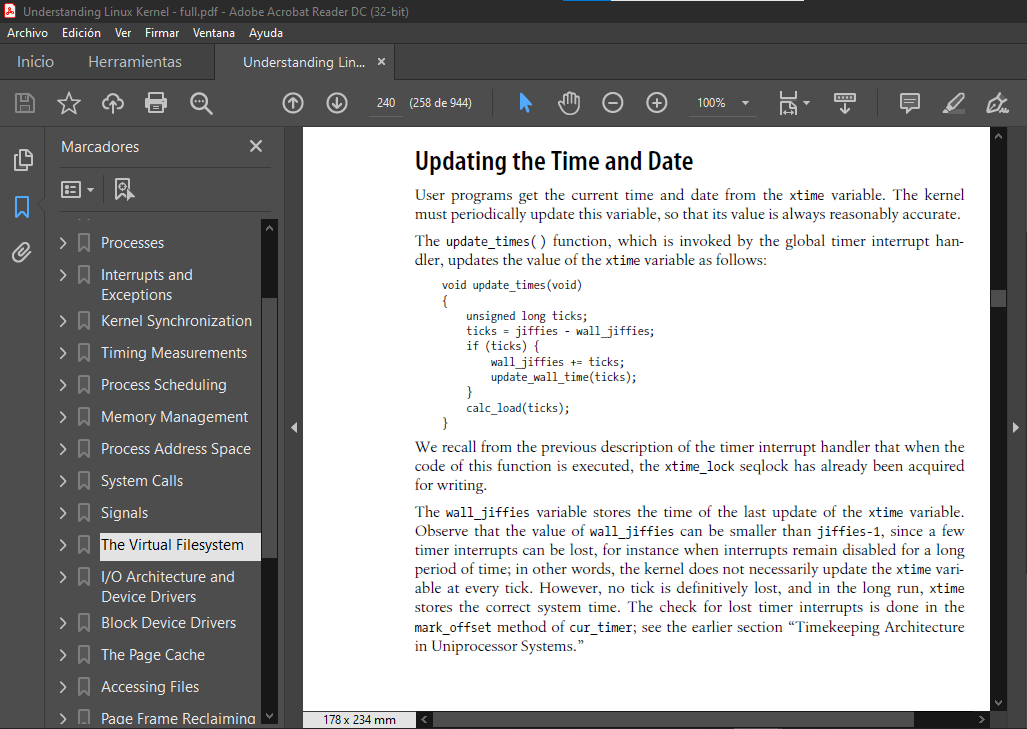 Understanding Linux Kernel - full.pdf - Adobe Acrobat Reader DC (32-bit)
Archivo Edición Ver Firmar Ventana Ayuda
Inicio Herramientas Understanding Lin... ×
240 (258 de 944) 100%
Marcadores
Processes
Interrupts and
Exceptions
Kernel Synchronization
Timing Measurements
Process Scheduling
Memory Management
Process Address Space
System Calls
Signals
The Virtual Filesystem
I/O Architecture and
Device Drivers
Block Device Drivers
The Page Cache
Accessing Files
Page Frame Reclaiming
Updating the Time and Date
User programs get the current time and date from the xtime variable. The kernel
must periodically update this variable, so that its value is always reasonably accurate.
The update_times( ) function, which is invoked by the global timer interrupt han-
dler, updates the value of the xtime variable as follows:
void update_times(void)
{
    unsigned long ticks;
    ticks = jiffies - wall_jiffies;
    if (ticks) {
        wall_jiffies += ticks;
        update_wall_time(ticks);
    }
    calc_load(ticks);
}
We recall from the previous description of the timer interrupt handler that when the
code of this function is executed, the xtime_lock seqlock has already been acquired
for writing.
The wall_jiffies variable stores the time of the last update of the xtime variable.
Observe that the value of wall_jiffies can be smaller than jiffies-1, since a few
timer interrupts can be lost, for instance when interrupts remain disabled for a long
period of time; in other words, the kernel does not necessarily update the xtime vari-
able at every tick. However, no tick is definitively lost, and in the long run, xtime
stores the correct system time. The check for lost timer interrupts is done in the
mark_offset method of cur_timer; see the earlier section “Timekeeping Architecture
in Uniprocessor Systems.”
178 x 234 mm